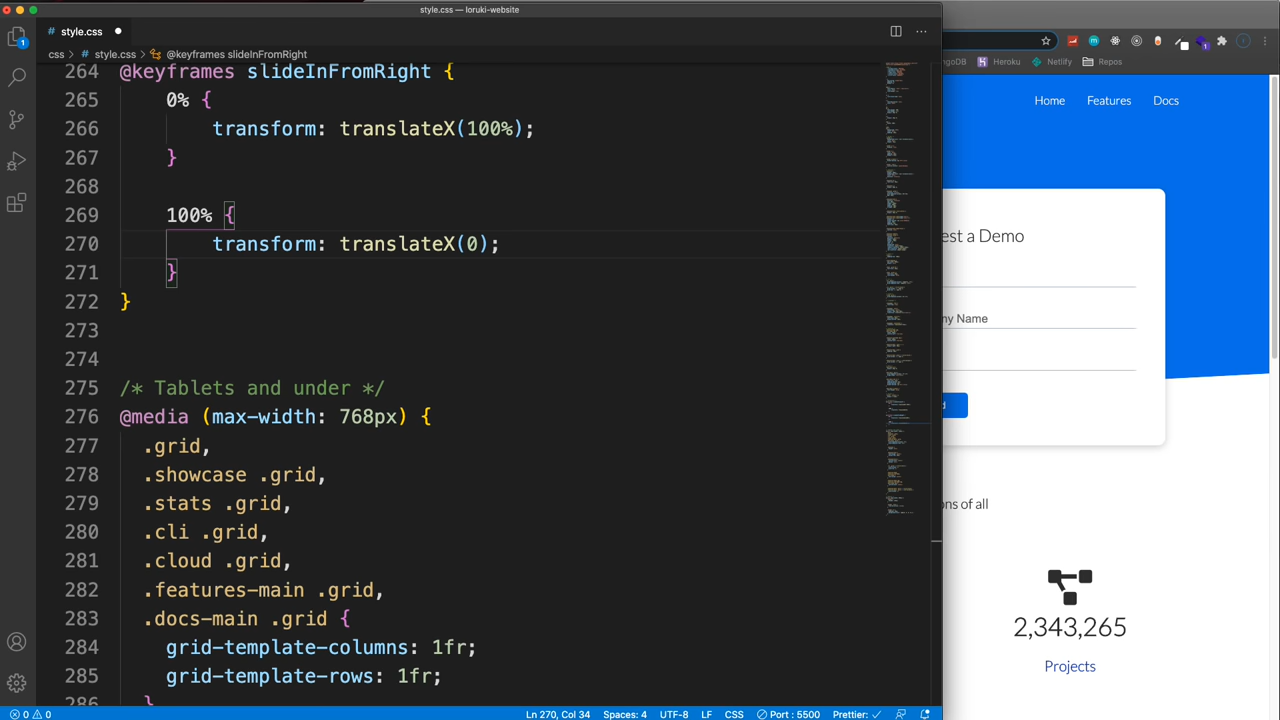 style.css — loruki-website
# style.css
css > # style.css > @keyframes slideInFromRight
264 @keyframes slideInFromRight {
265 0% {
266 transform: translateX(100%);
267 }
268
269 100% {
270 transform: translateX(0);
271 }
272 }
273
274
275 /* Tablets and under */
276 @media (max-width: 768px) {
277 .grid,
278 .showcase .grid,
279 .stats .grid,
280 .cli .grid,
281 .cloud .grid,
282 .features-main .grid,
283 .docs-main .grid {
284 grid-template-columns: 1fr;
285 grid-template-rows: 1fr;
286 }
1
0 0
Ln 270, Col 34
Spaces: 4
UTF-8
LF
CSS
Port : 5500
Prettier: ✓
ngoDB
Heroku
Netlify
Repos
Home
Features
Docs
est a Demo
ny Name
d
ons of all
2,343,265
Projects